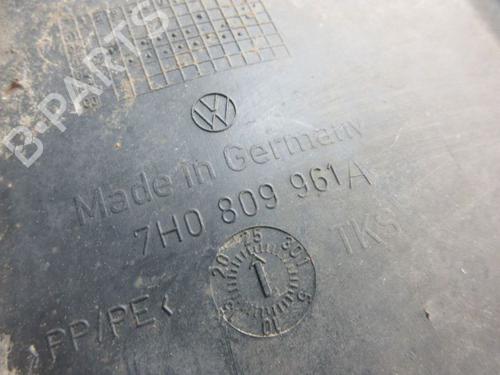 B-PARTS
Made in Germany
7H0 809 961A
TKS
>PP/PE<